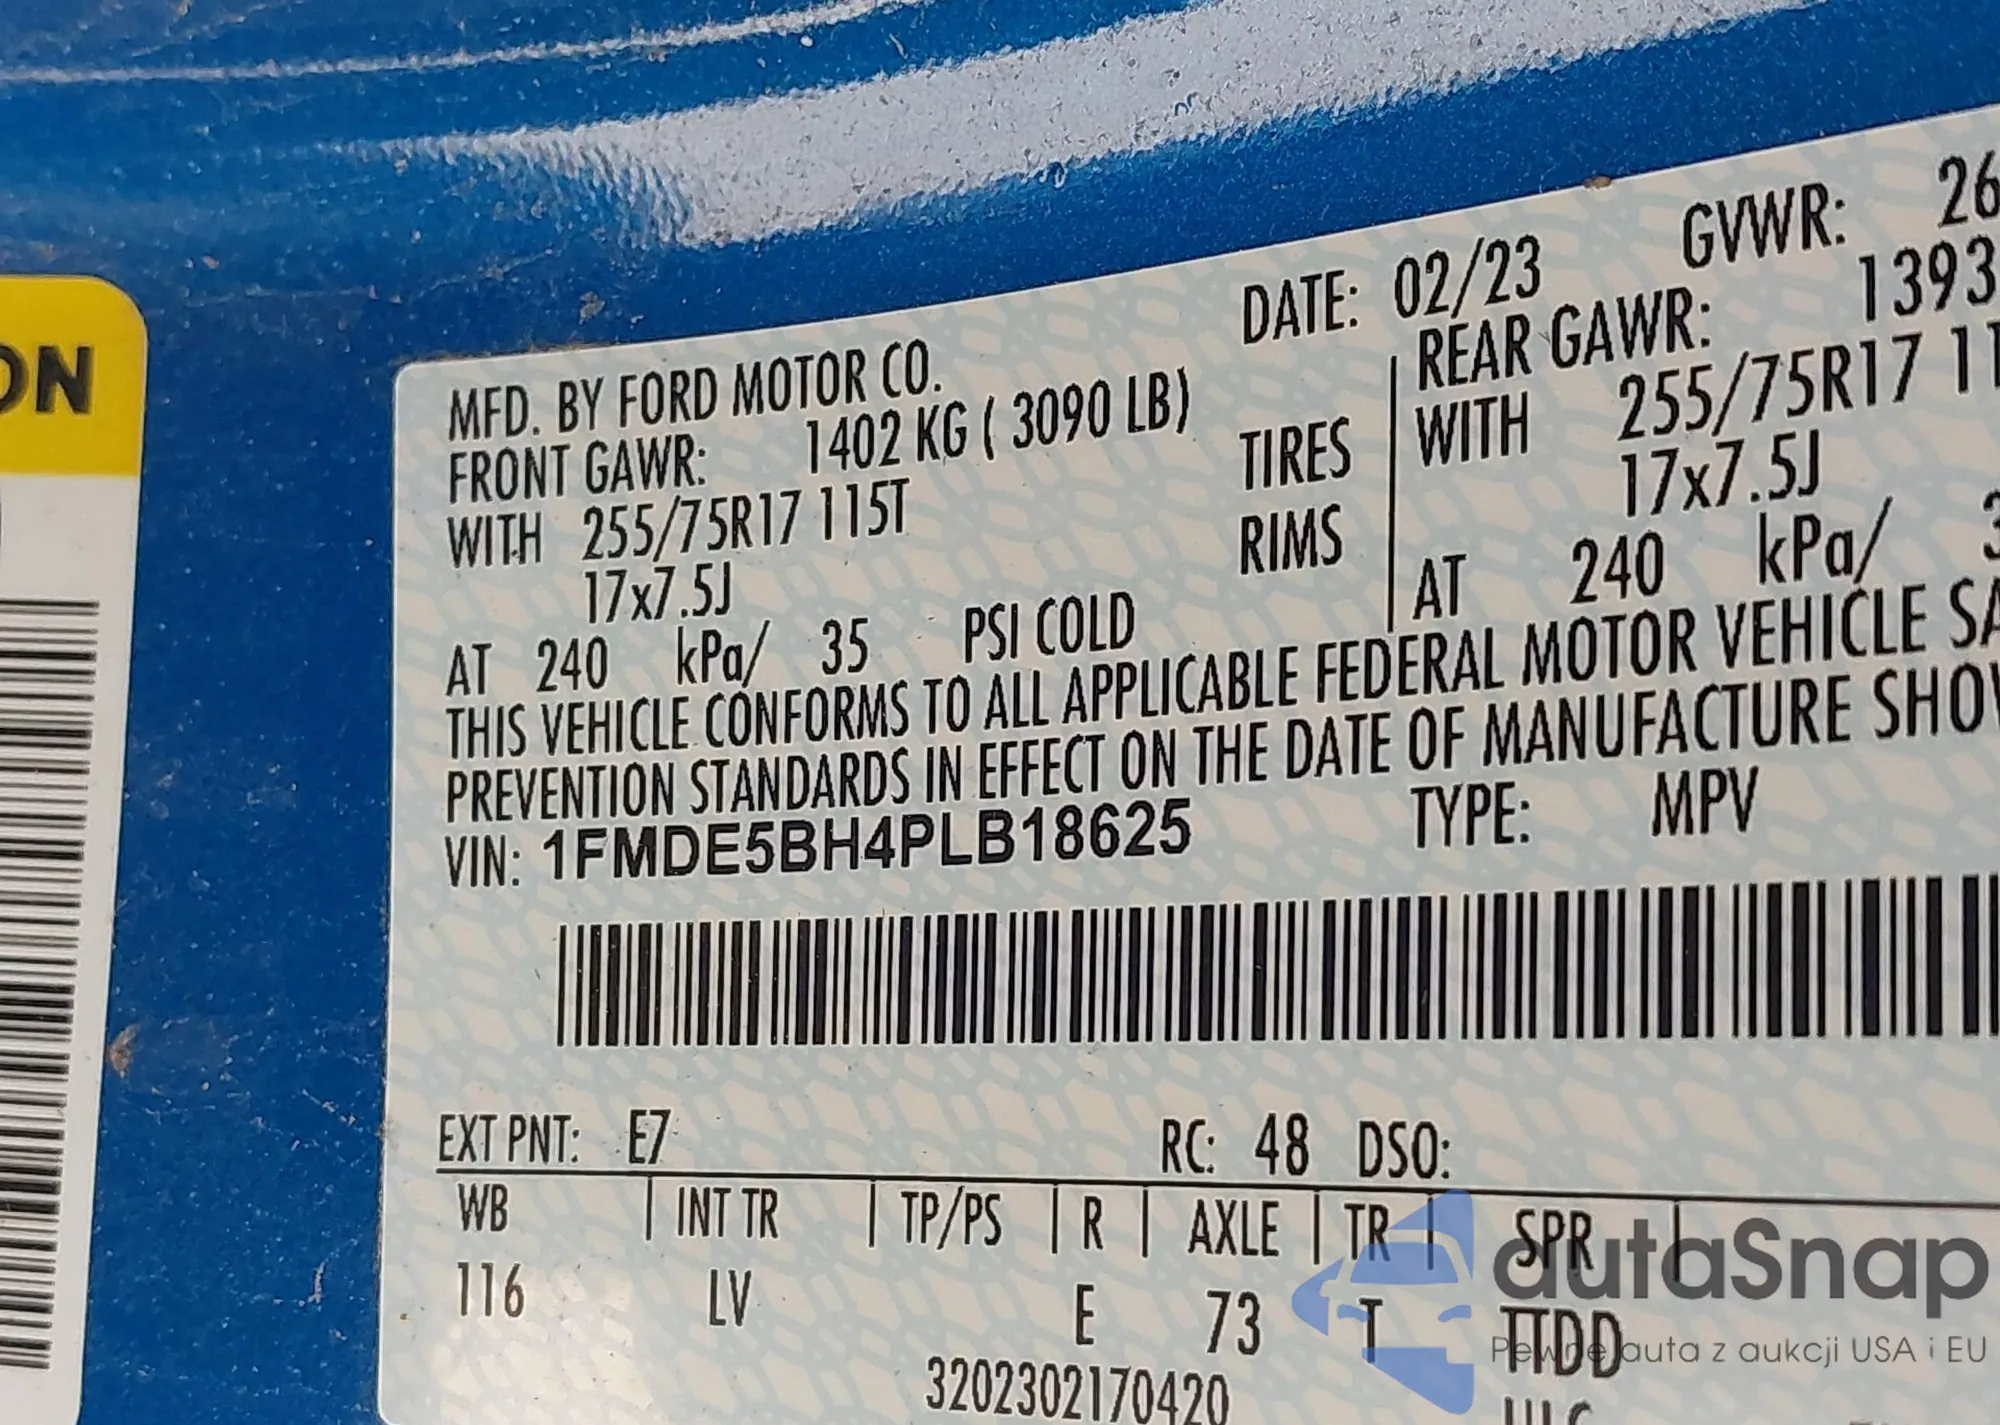 ON
DATE: 02/23 GVWR: 26
MFD. BY FORD MOTOR CO.
FRONT GAWR: 1402 KG ( 3090 LB) REAR GAWR: 1393
WITH 255/75R17 115T TIRES WITH 255/75R17 11
17x7.5J RIMS 17x7.5J
AT 240 kPa/ 35 PSI COLD AT 240 kPa/ 3
THIS VEHICLE CONFORMS TO ALL APPLICABLE FEDERAL MOTOR VEHICLE SA
PREVENTION STANDARDS IN EFFECT ON THE DATE OF MANUFACTURE SHOW
VIN: 1FMDE5BH4PLB18625 TYPE: MPV
EXT PNT: E7 RC: 48 DSO:
WB | INT TR | TP/PS | R | AXLE | TR | SPR |
116 LV E 73 T TTDD
3202302170420
autaSnap
Pewne auta z aukcji USA i EU